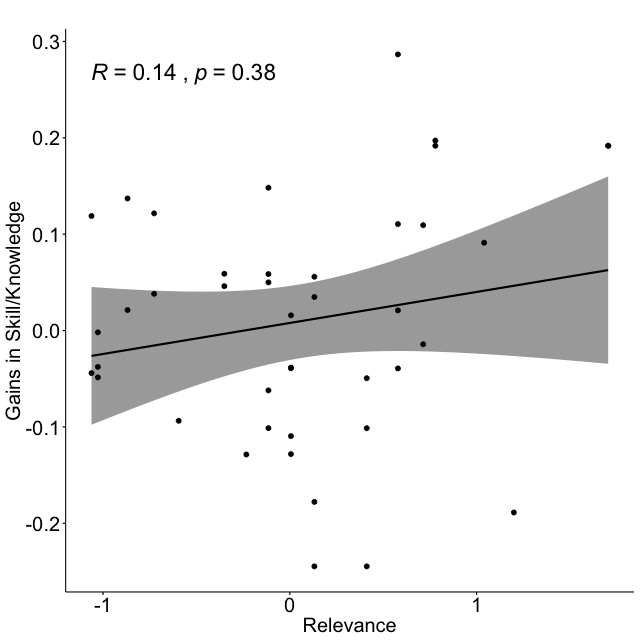 0.3
R = 0.14 , p = 0.38
0.2
0.1
0.0
-0.1
-0.2
Gains in Skill/Knowledge
-1 0 1
Relevance